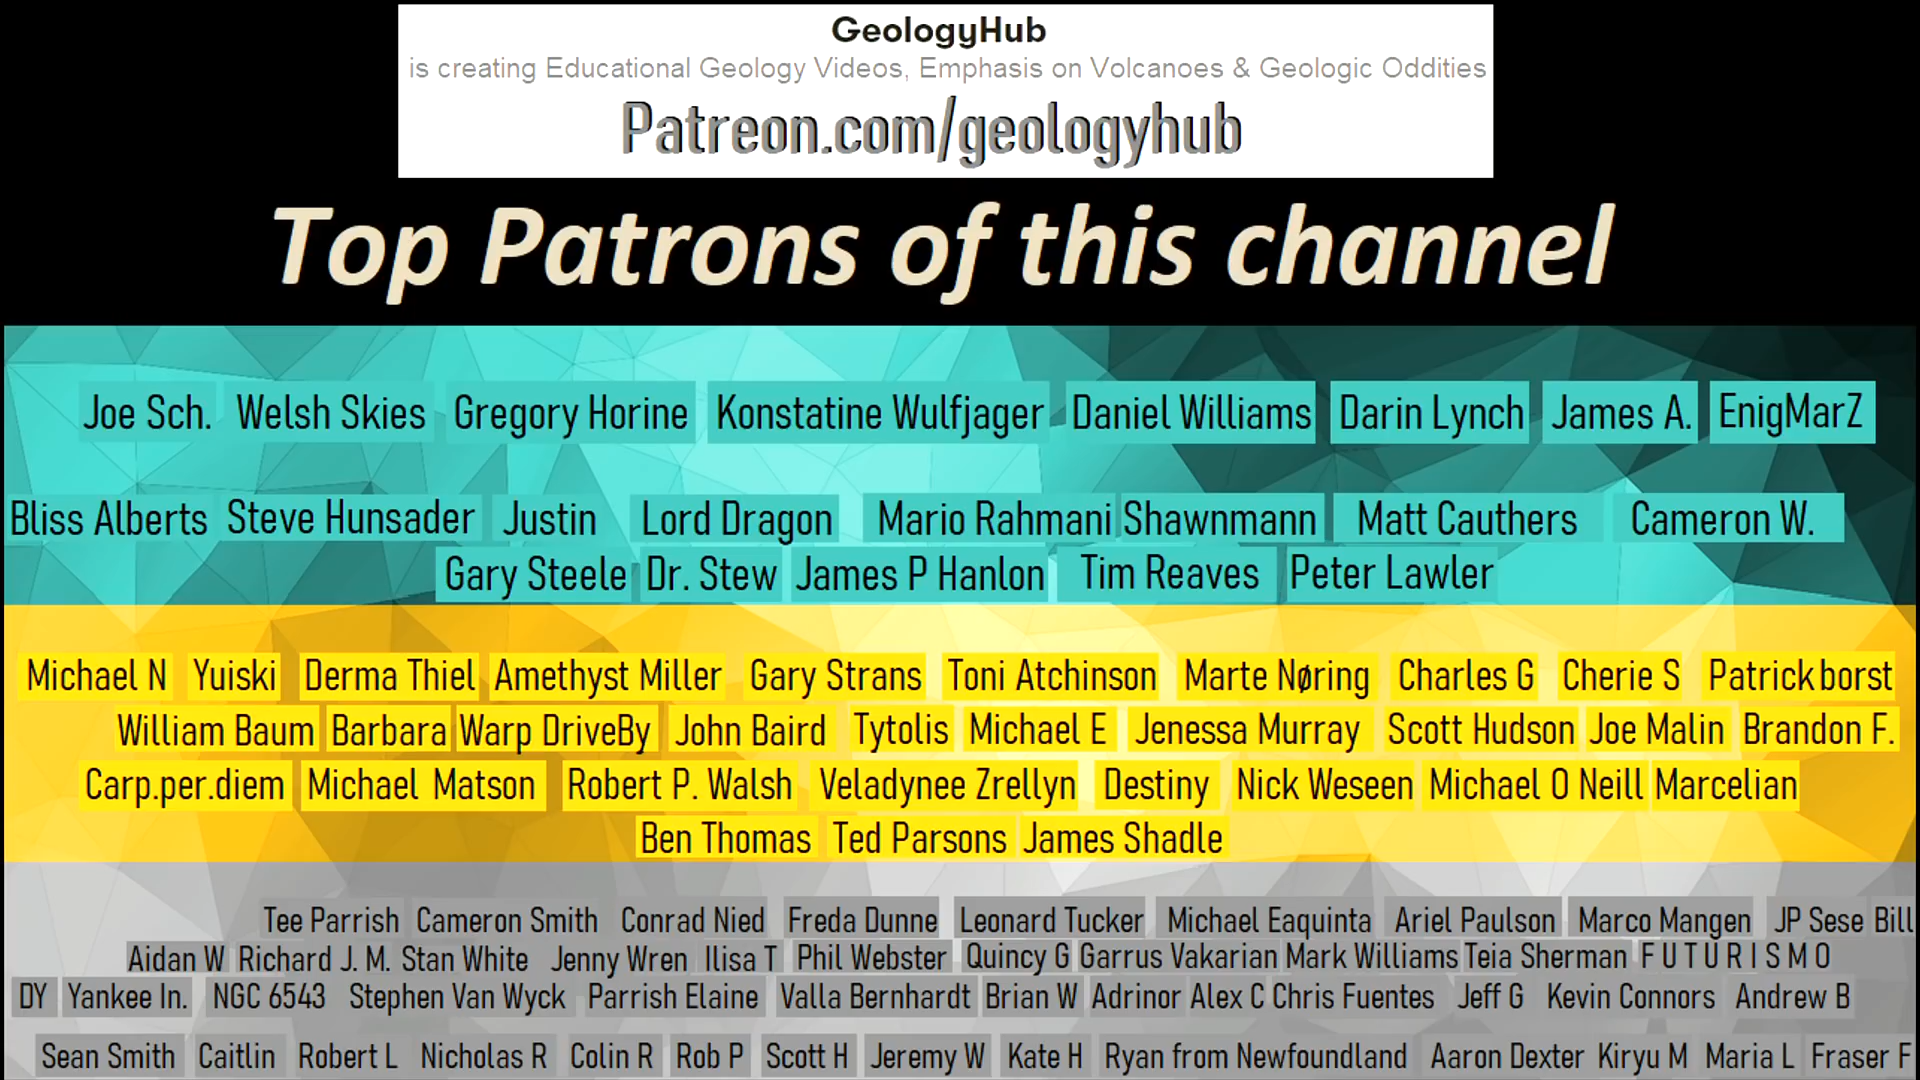 GeologyHub
is creating Educational Geology Videos, Emphasis on Volcanoes & Geologic Oddities
Patreon.com/geologyhub
Top Patrons of this channel
Joe Sch. Welsh Skies Gregory Horine Konstatine Wulfjager Daniel Williams Darin Lynch James A. EnigMarZ
Bliss Alberts Steve Hunsader Justin Lord Dragon Mario Rahmani Shawnmann Matt Cauthers Cameron W.
Gary Steele Dr. Stew James P Hanlon Tim Reaves Peter Lawler
Michael N Yuiski Derma Thiel Amethyst Miller Gary Strans Toni Atchinson Marte Nøring Charles G Cherie S Patrick borst
William Baum Barbara Warp DriveBy John Baird Tytolis Michael E Jenessa Murray Scott Hudson Joe Malin Brandon F.
Carp.per.diem Michael Matson Robert P. Walsh Veladynee Zrellyn Destiny Nick Weseen Michael O Neill Marcelian
Ben Thomas Ted Parsons James Shadle
Tee Parrish Cameron Smith Conrad Nied Freda Dunne Leonard Tucker Michael Eaquinta Ariel Paulson Marco Mangen JP Sese Bill
Aidan W Richard J. M. Stan White Jenny Wren Ilisa T Phil Webster Quincy G Garrus Vakarian Mark Williams Teia Sherman F U T U R I S M O
DY Yankee In. NGC 6543 Stephen Van Wyck Parrish Elaine Valla Bernhardt Brian W Adrinor Alex C Chris Fuentes Jeff G Kevin Connors Andrew B
Sean Smith Caitlin Robert L Nicholas R Colin R Rob P Scott H Jeremy W Kate H Ryan from Newfoundland Aaron Dexter Kiryu M Maria L Fraser F